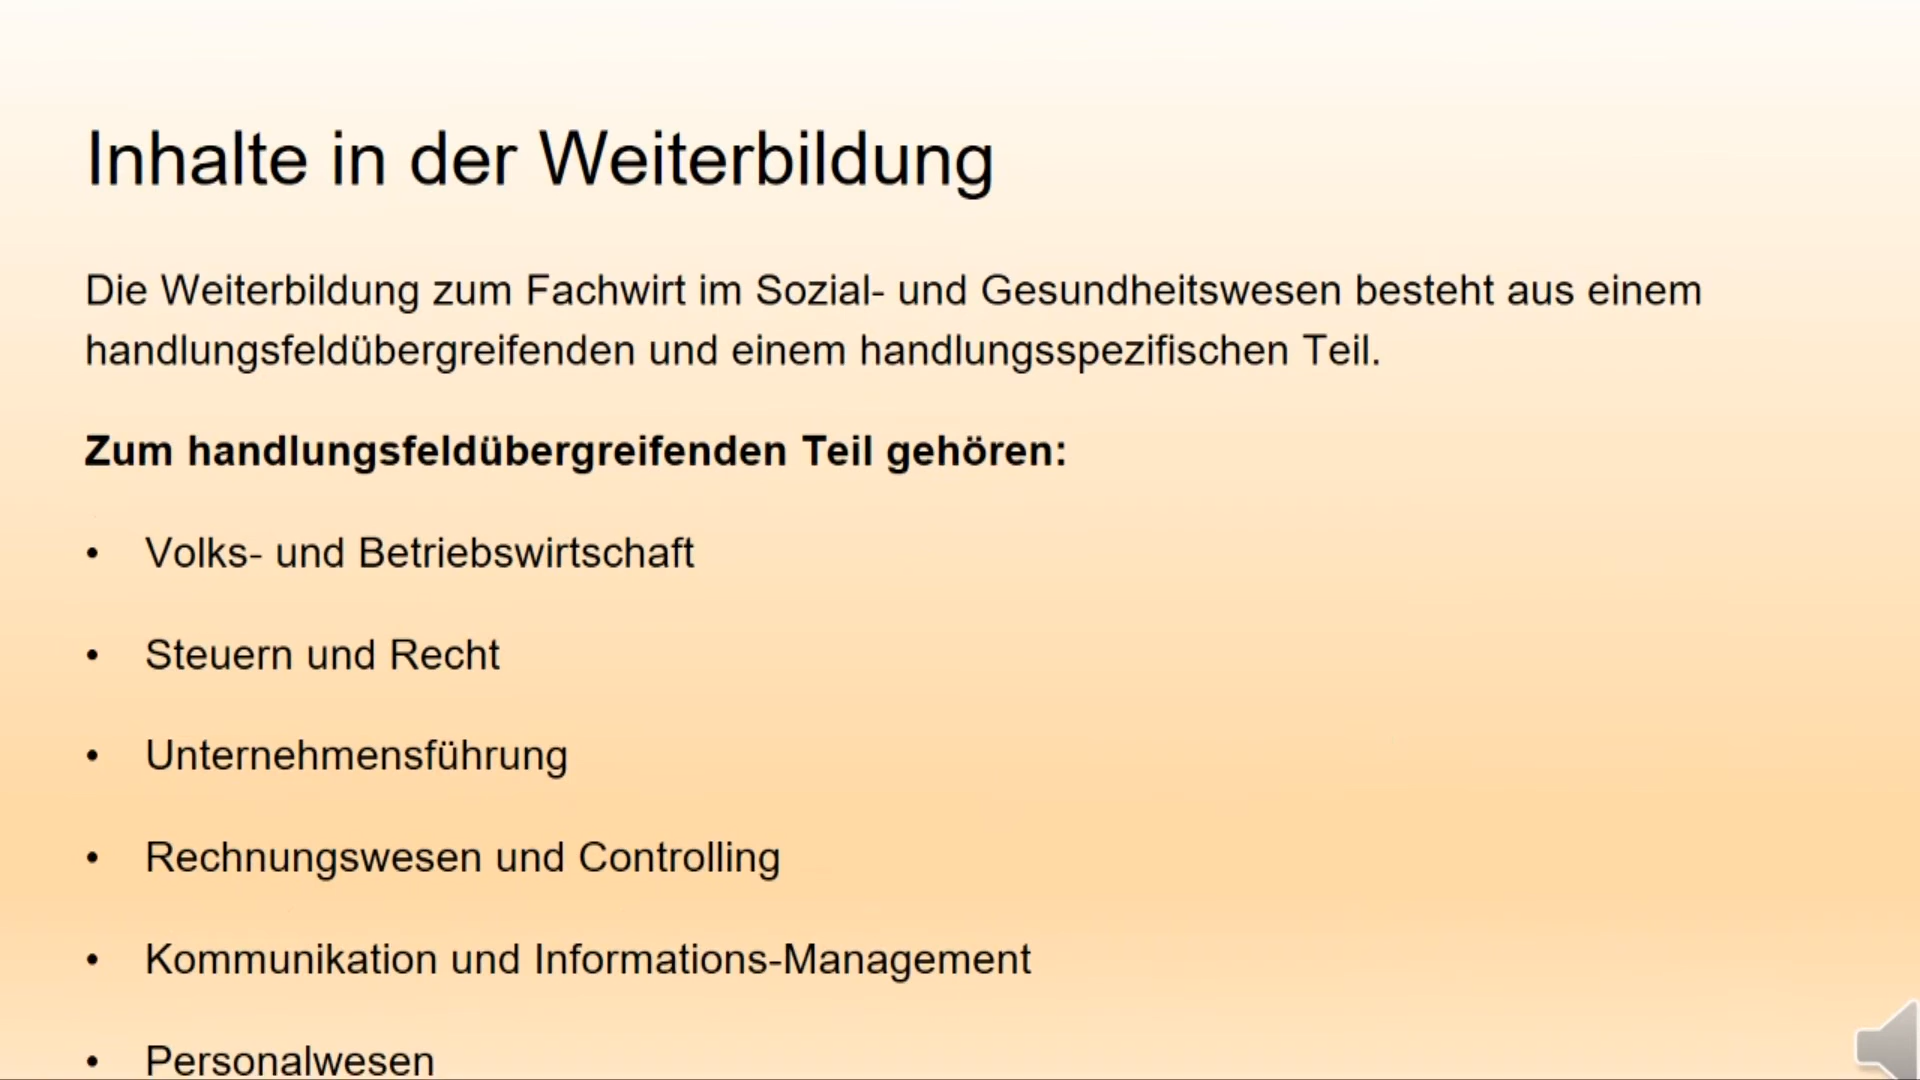 Inhalte in der Weiterbildung
Die Weiterbildung zum Fachwirt im Sozial- und Gesundheitswesen besteht aus einem
handlungsfeldübergreifenden und einem handlungsspezifischen Teil.
Zum handlungsfeldübergreifenden Teil gehören:
• Volks- und Betriebswirtschaft
• Steuern und Recht
• Unternehmensführung
• Rechnungswesen und Controlling
• Kommunikation und Informations-Management
• Personalwesen